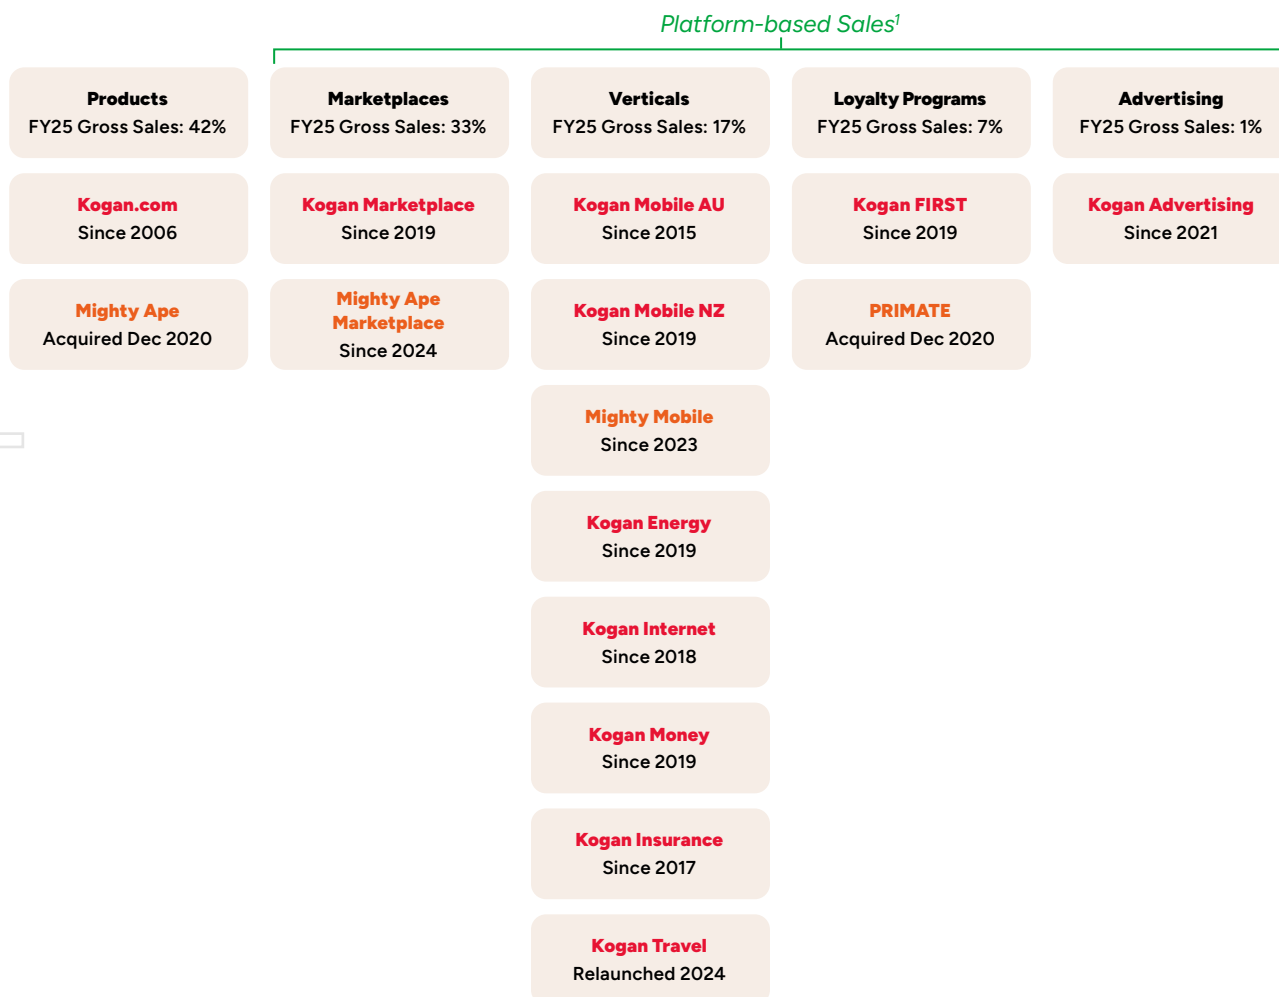 Platform-based Sales¹
Products
FY25 Gross Sales: 42%
Marketplaces
FY25 Gross Sales: 33%
Verticals
FY25 Gross Sales: 17%
Loyalty Programs
FY25 Gross Sales: 7%
Advertising
FY25 Gross Sales: 1%
Kogan.com
Since 2006
Kogan Marketplace
Since 2019
Kogan Mobile AU
Since 2015
Kogan FIRST
Since 2019
Kogan Advertising
Since 2021
Mighty Ape
Acquired Dec 2020
Mighty Ape
Marketplace
Since 2024
Kogan Mobile NZ
Since 2019
PRIMATE
Acquired Dec 2020
Mighty Mobile
Since 2023
Kogan Energy
Since 2019
Kogan Internet
Since 2018
Kogan Money
Since 2019
Kogan Insurance
Since 2017
Kogan Travel
Relaunched 2024